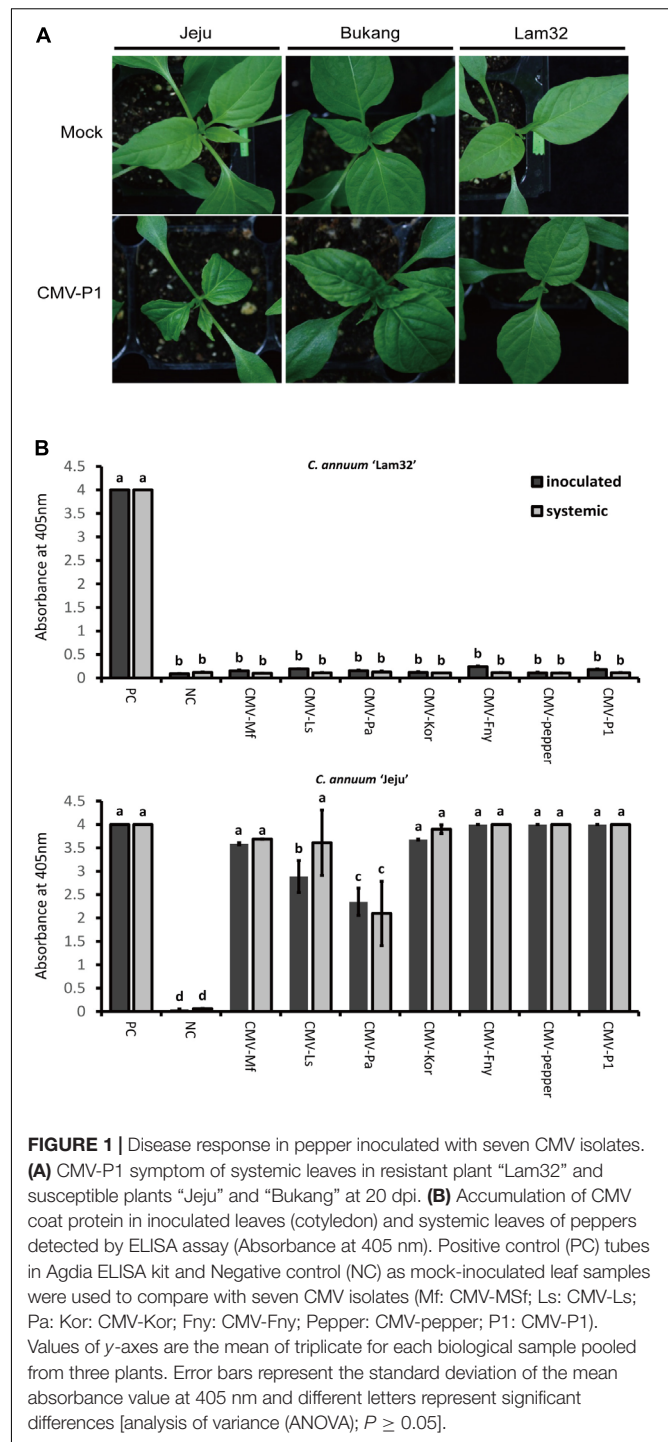 A
Jeju Bukang Lam32
Mock
CMV-P1
B
C. annuum 'Lam32'
inoculated
systemic
Absorbance at 405nm
4.5
4
3.5
3
2.5
2
1.5
1
0.5
0
a a b b b b b b b b b b b b b b b b
PC NC CMV-Mf CMV-Ls CMV-Pa CMV-Kor CMV-Fny CMV-pepper CMV-P1
C. annuum 'Jeju'
Absorbance at 405nm
4.5
4
3.5
3
2.5
2
1.5
1
0.5
0
a a d d a a b a c c a a a a a a a a
PC NC CMV-Mf CMV-Ls CMV-Pa CMV-Kor CMV-Fny CMV-pepper CMV-P1
FIGURE 1 | Disease response in pepper inoculated with seven CMV isolates.
(A) CMV-P1 symptom of systemic leaves in resistant plant “Lam32” and
susceptible plants “Jeju” and “Bukang” at 20 dpi. (B) Accumulation of CMV
coat protein in inoculated leaves (cotyledon) and systemic leaves of peppers
detected by ELISA assay (Absorbance at 405 nm). Positive control (PC) tubes
in Agdia ELISA kit and Negative control (NC) as mock-inoculated leaf samples
were used to compare with seven CMV isolates (Mf: CMV-MSf; Ls: CMV-Ls;
Pa: Kor: CMV-Kor; Fny: CMV-Fny; Pepper: CMV-pepper; P1: CMV-P1).
Values of y-axes are the mean of triplicate for each biological sample pooled
from three plants. Error bars represent the standard deviation of the mean
absorbance value at 405 nm and different letters represent significant
differences [analysis of variance (ANOVA); P ≥ 0.05].